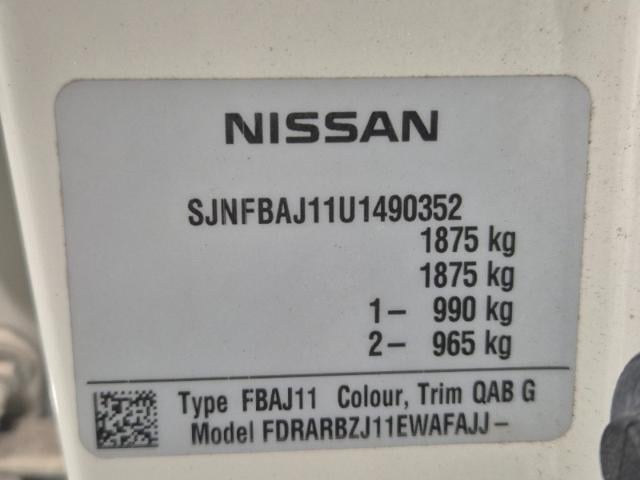 NISSAN
SJNFBAJ11U1490352
1875 kg
1875 kg
1- 990 kg
2- 965 kg
Type FBAJ11 Colour, Trim QAB G
Model FDRARBZJ11EWAFAJJ-